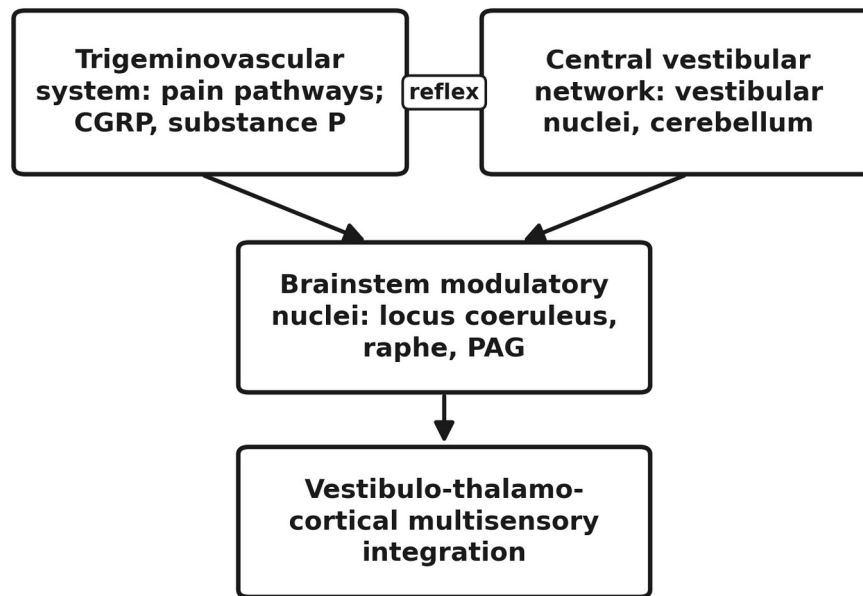 Trigeminovascular
system: pain pathways;
CGRP, substance P
reflex
Central vestibular
network: vestibular
nuclei, cerebellum
Brainstem modulatory
nuclei: locus coeruleus,
raphe, PAG
Vestibulo-thalamo-
cortical multisensory
integration